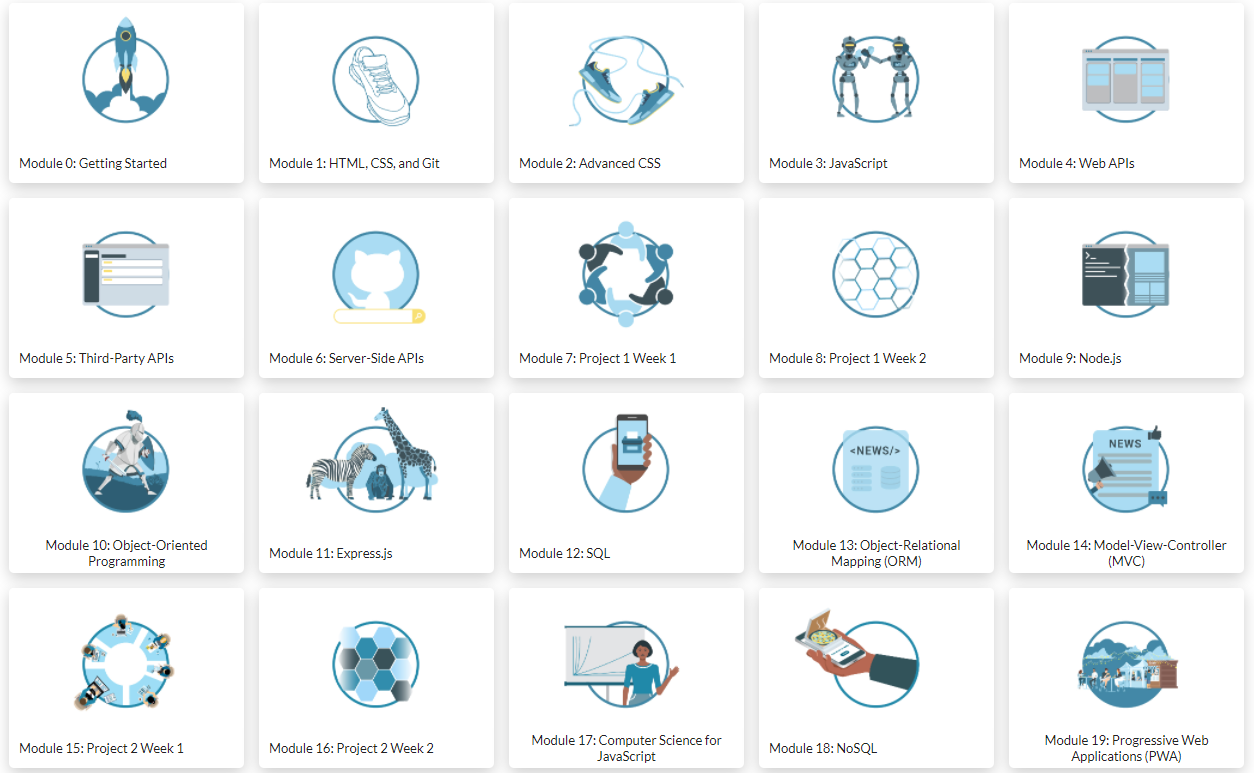 Module 0: Getting Started
Module 1: HTML, CSS, and Git
Module 2: Advanced CSS
Module 3: JavaScript
Module 4: Web APIs
Module 5: Third-Party APIs
Module 6: Server-Side APIs
Module 7: Project 1 Week 1
Module 8: Project 1 Week 2
>_
Module 9: Node.js
Module 10: Object-Oriented
Programming
Module 11: Express.js
Module 12: SQL
<NEWS/>
Module 13: Object-Relational
Mapping (ORM)
NEWS
Module 14: Model-View-Controller
(MVC)
Module 15: Project 2 Week 1
Module 16: Project 2 Week 2
Module 17: Computer Science for
JavaScript
Module 18: NoSQL
Module 19: Progressive Web
Applications (PWA)